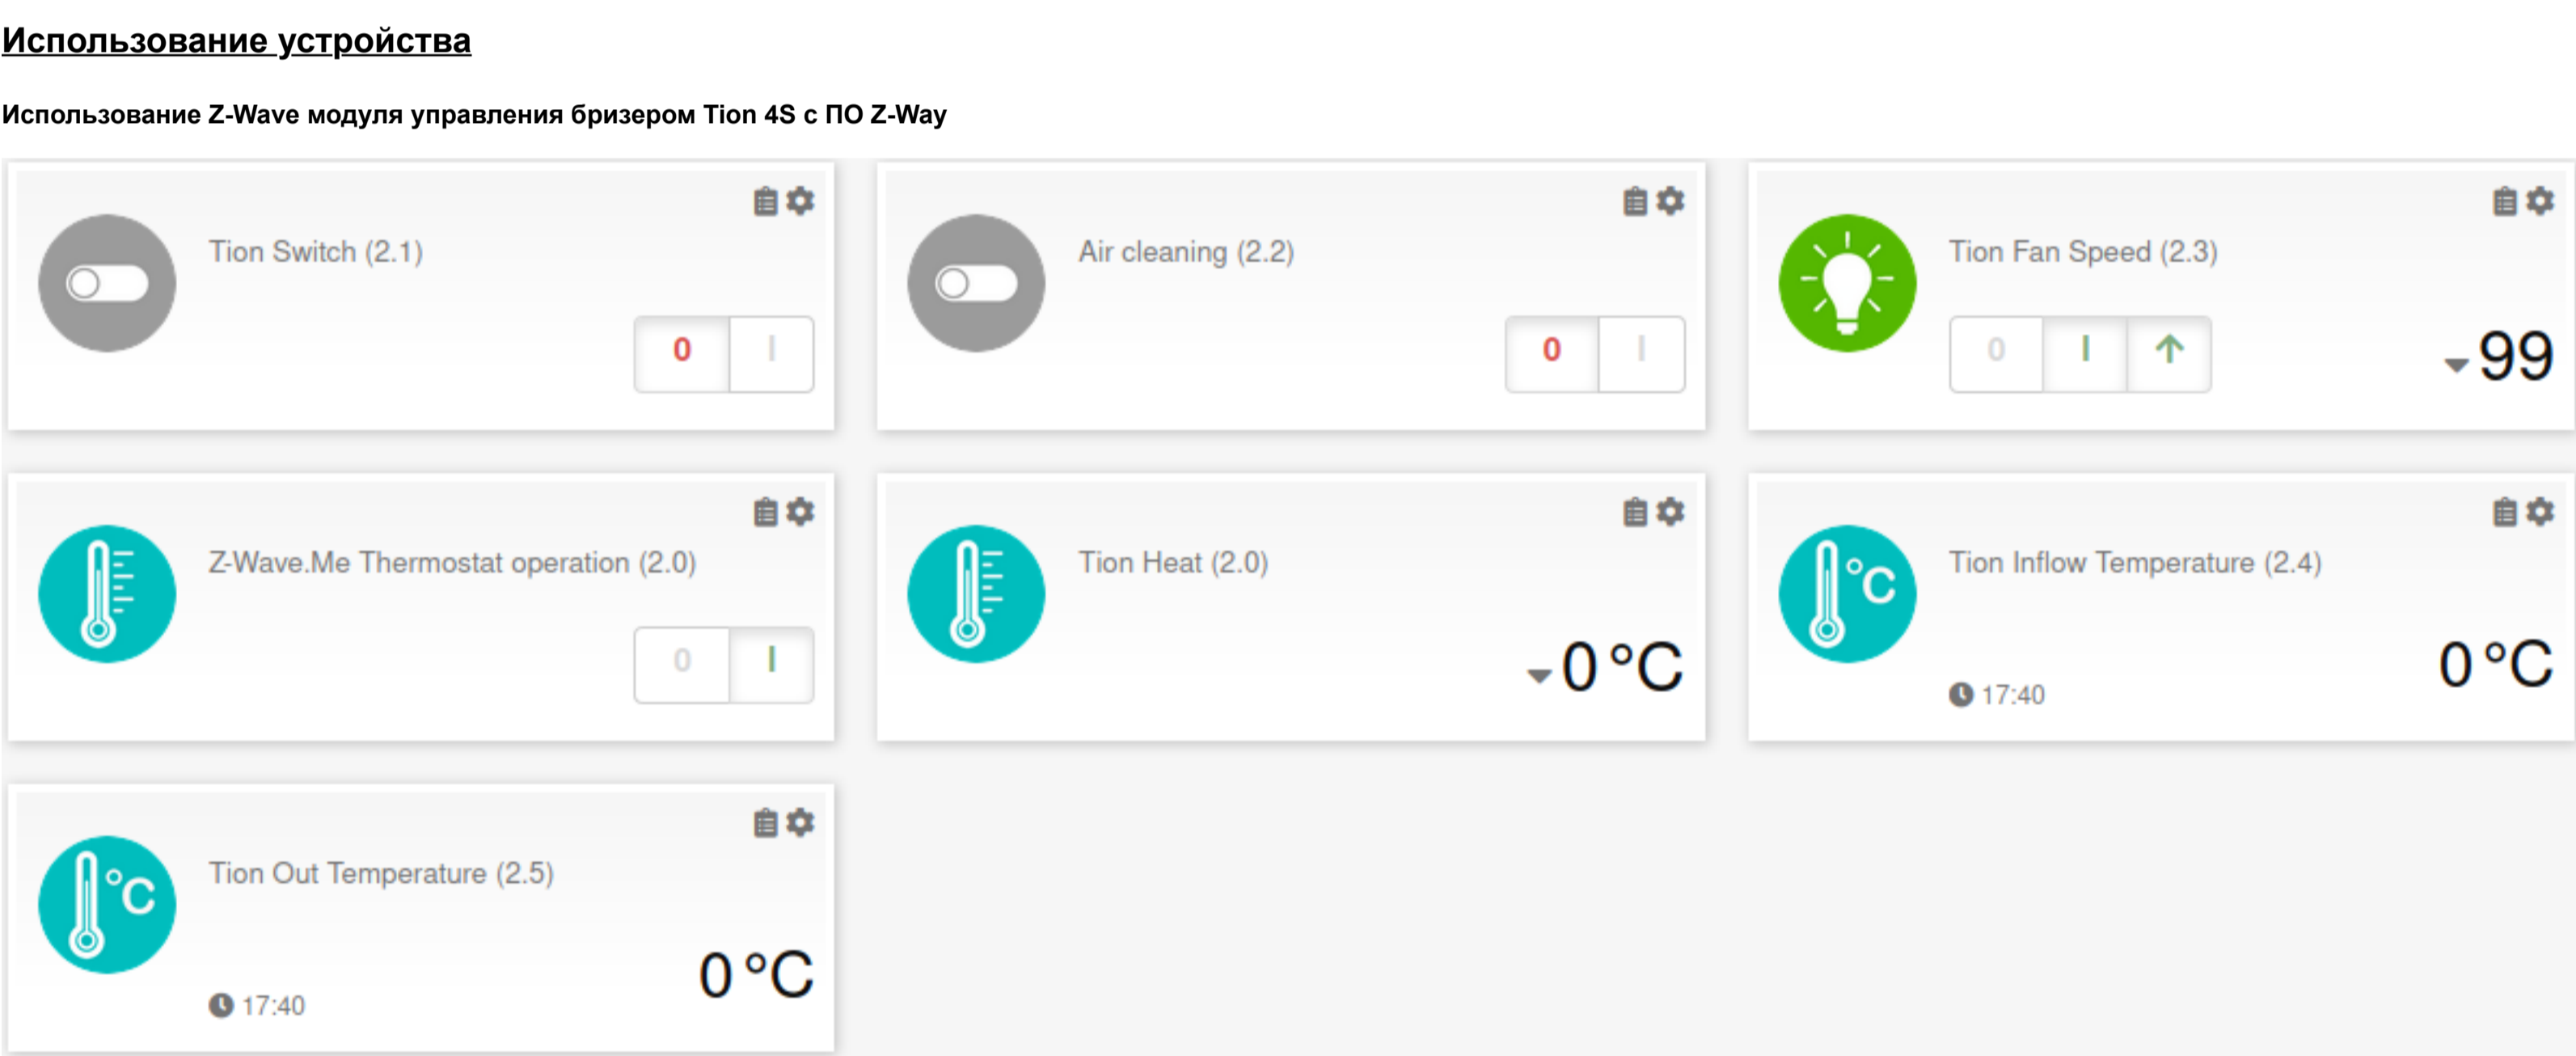 Использование устройства
Использование Z-Wave модуля управления бризером Tion 4S с ПО Z-Way
Tion Switch (2.1)
0 I
Air cleaning (2.2)
0 I
Tion Fan Speed (2.3)
0 I
99
Z-Wave.Me Thermostat operation (2.0)
0 I
Tion Heat (2.0)
0 °C
Tion Inflow Temperature (2.4)
0 °C
17:40
Tion Out Temperature (2.5)
0 °C
17:40